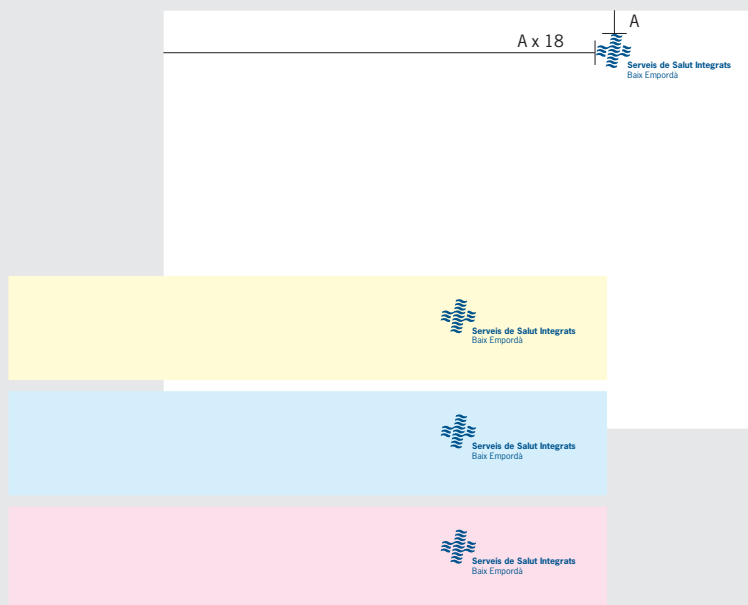 A
A x 18
Serveis de Salut Integrats
Baix Empordà
Serveis de Salut Integrats
Baix Empordà
Serveis de Salut Integrats
Baix Empordà
Serveis de Salut Integrats
Baix Empordà